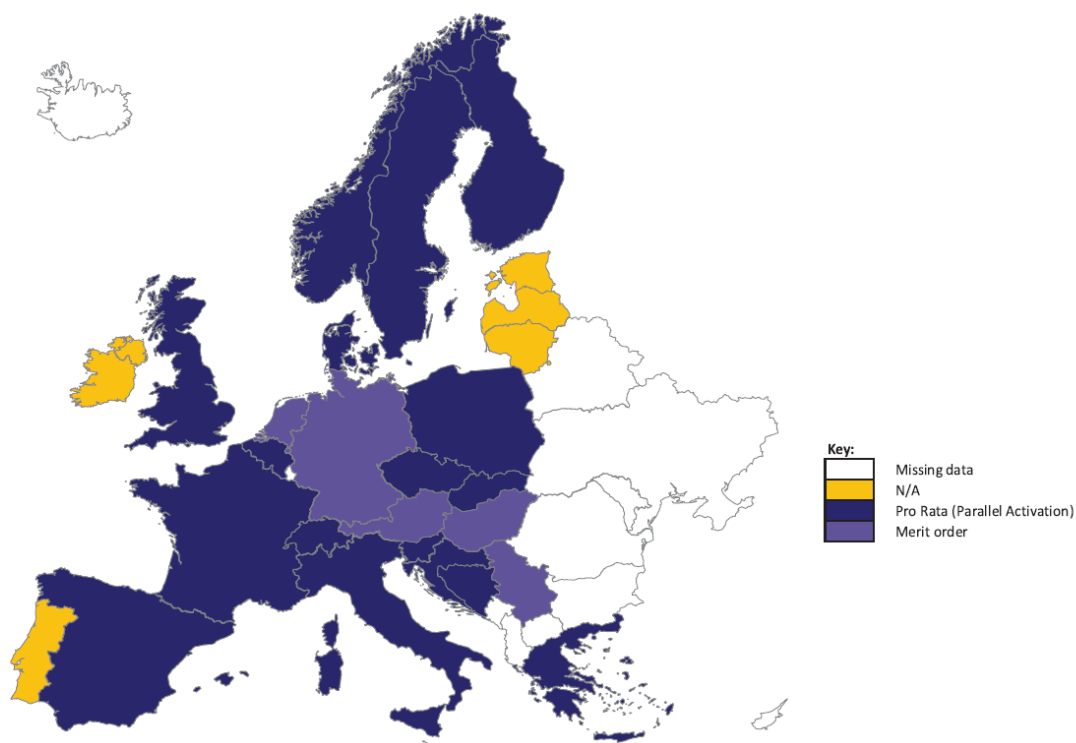 Key:
Missing data
N/A
Pro Rata (Parallel Activation)
Merit order